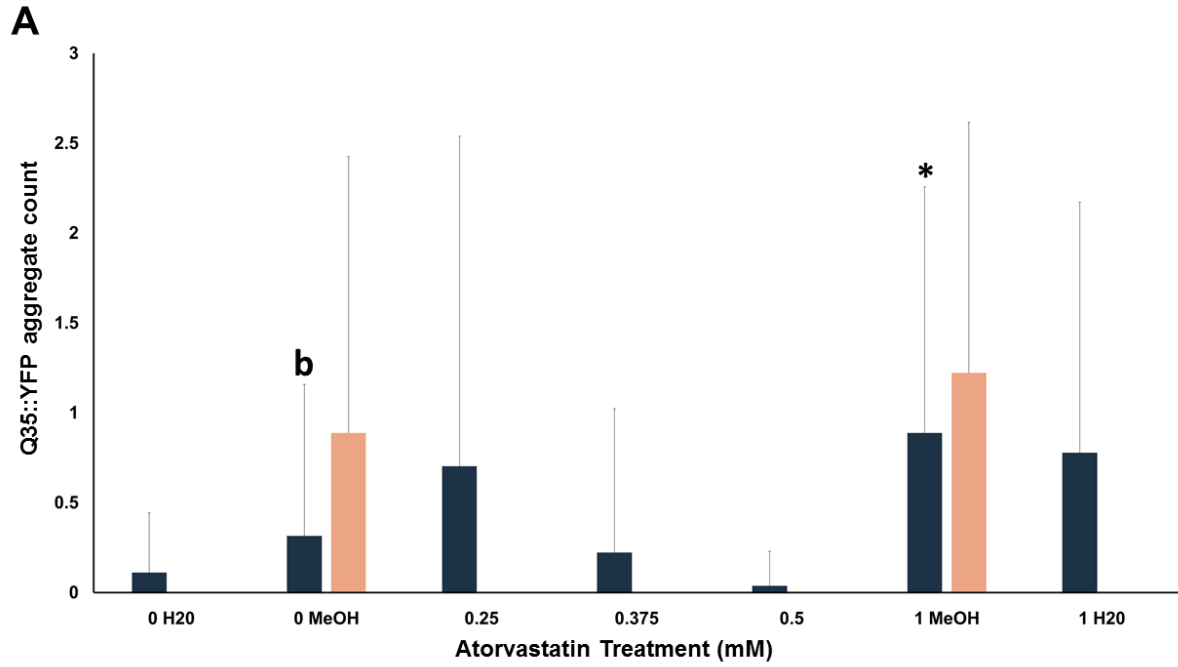 A
3
2.5
2
1.5
1
0.5
0
Q35::YFP aggregate count
b
*
0 H20
0 MeOH
0.25
0.375
0.5
1 MeOH
1 H20
Atorvastatin Treatment (mM)